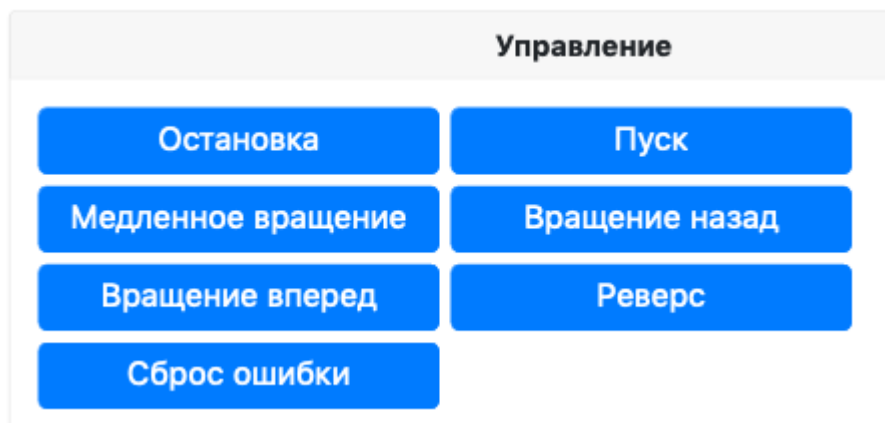 Управление
Остановка
Пуск
Медленное вращение
Вращение назад
Вращение вперед
Реверс
Сброс ошибки